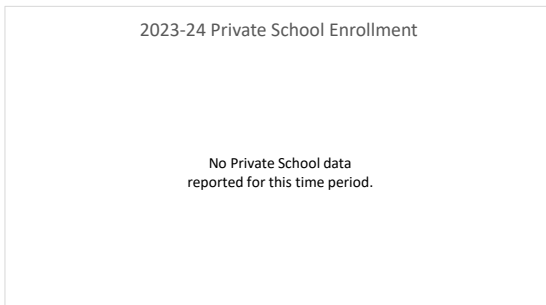 2023-24 Private School Enrollment
No Private School data
reported for this time period.